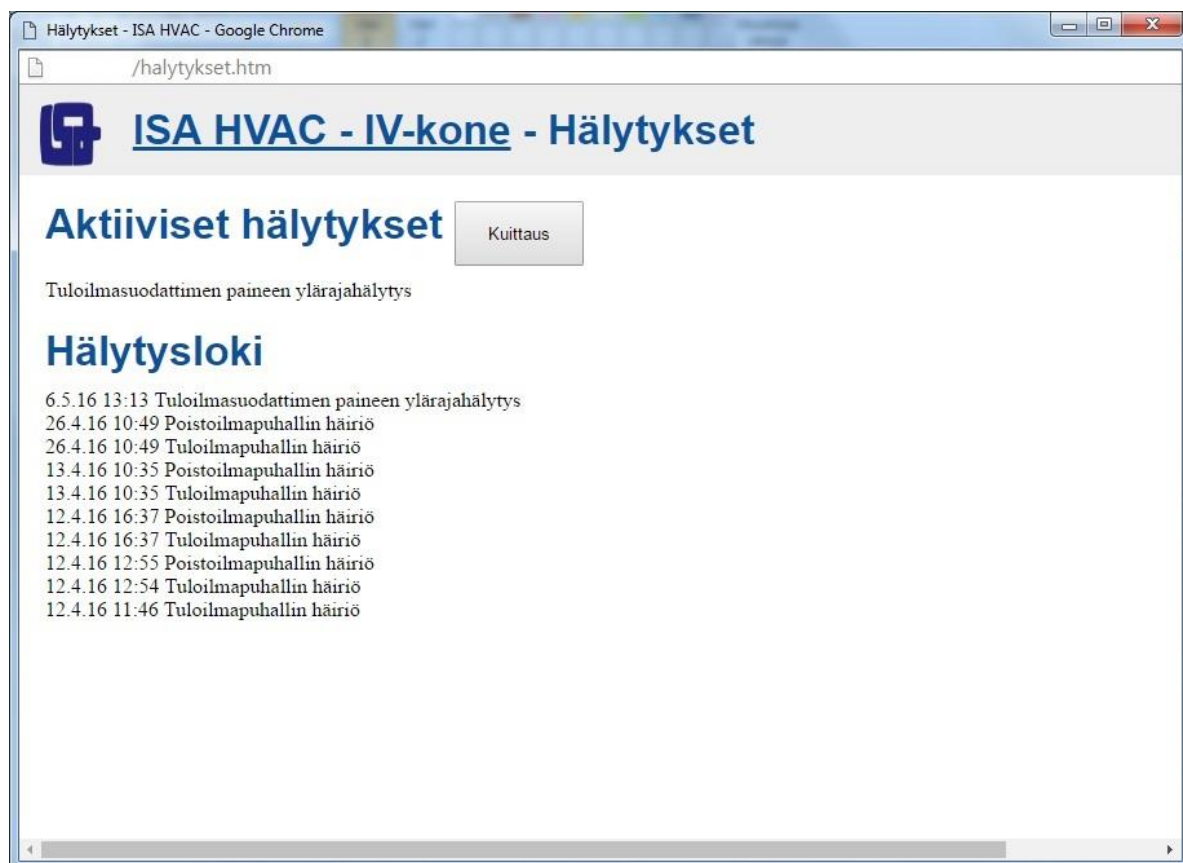 Hälytykset - ISA HVAC - Google Chrome
/halytykset.htm
ISA HVAC - IV-kone - Hälytykset
Aktiiviset hälytykset
Kuittaus
Tuloilmasuodattimen paineen ylärajahälytys
Hälytysloki
6.5.16 13:13 Tuloilmasuodattimen paineen ylärajahälytys
26.4.16 10:49 Poistoilmapuhallin häiriö
26.4.16 10:49 Tuloilmapuhallin häiriö
13.4.16 10:35 Poistoilmapuhallin häiriö
13.4.16 10:35 Tuloilmapuhallin häiriö
12.4.16 16:37 Poistoilmapuhallin häiriö
12.4.16 16:37 Tuloilmapuhallin häiriö
12.4.16 12:55 Poistoilmapuhallin häiriö
12.4.16 12:54 Tuloilmapuhallin häiriö
12.4.16 11:46 Tuloilmapuhallin häiriö